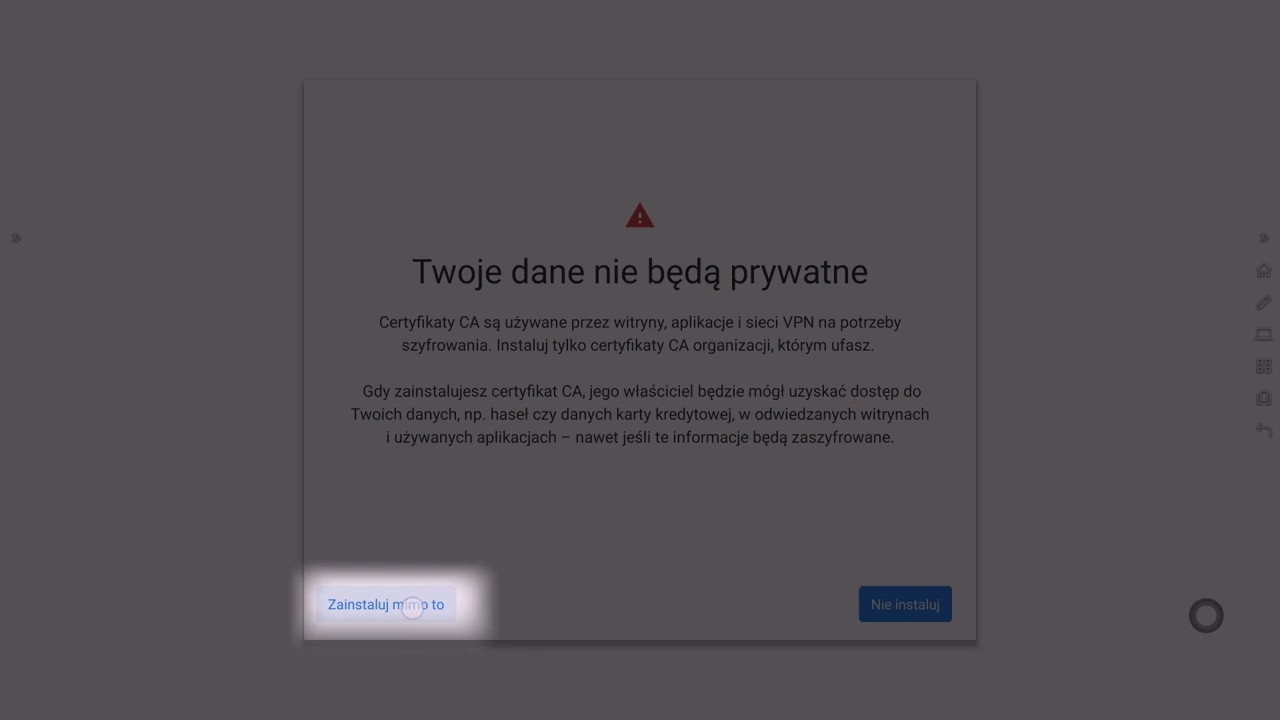 Twoje dane nie będą prywatne
Certyfikaty CA są używane przez witryny, aplikacje i sieci VPN na potrzeby
szyfrowania. Instaluj tylko certyfikaty CA organizacji, którym ufasz.
Gdy zainstalujesz certyfikat CA, jego właściciel będzie mógł uzyskać dostęp do
Twoich danych, np. haseł czy danych karty kredytowej, w odwiedzanych witrynach
i używanych aplikacjach – nawet jeśli te informacje będą zaszyfrowane.
Zainstaluj mimo to
Nie instaluj